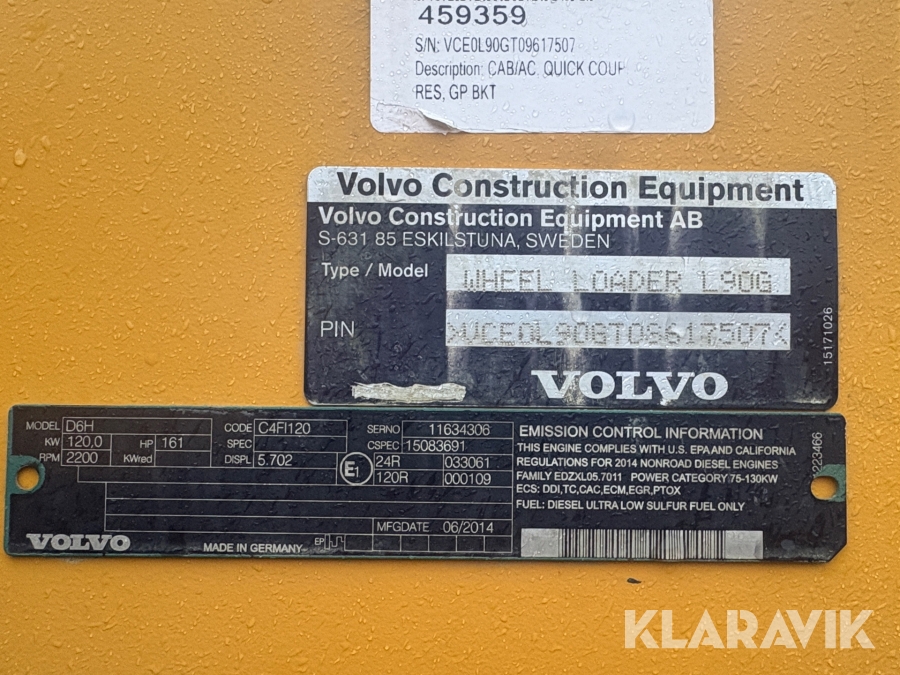 459359
S/N: VCE0L90GT09617507
Description: CAB/AC, QUICK COUP
RES, GP BKT
Volvo Construction Equipment
Volvo Construction Equipment AB
S-631 85 ESKILSTUNA, SWEDEN
Type / Model WHEEL LOADER L90G
PIN VCE0L90GT09617507
15171026
VOLVO
MODEL D6H CODE C4FI120 SERNO 11634306
KW 120,0 HP 161 SPEC CSPEC 15083691
RPM 2200 KWred DISPL 5.702 E1 24R 033061
120R 000109
MFGDATE 06/2014
VOLVO MADE IN GERMANY EP
EMISSION CONTROL INFORMATION
THIS ENGINE COMPLIES WITH U.S. EPA AND CALIFORNIA
REGULATIONS FOR 2014 NONROAD DIESEL ENGINES
FAMILY EDZXL05.7011 POWER CATEGORY 75-130KW
ECS: DDI,TC,CAC,ECM,EGR,PTOX
FUEL: DIESEL ULTRA LOW SULFUR FUEL ONLY
KLARAVIK